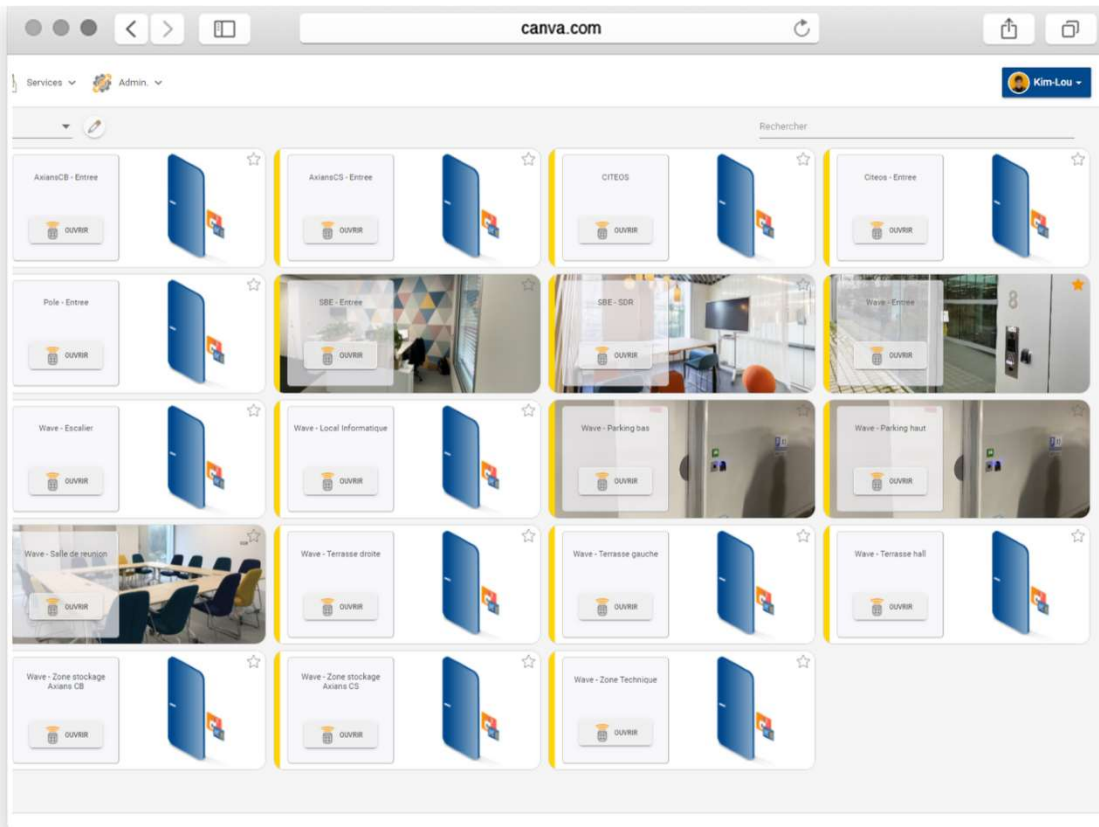 canva.com
Services
Admin.
Kim-Lou
Rechercher
AxiansCB - Entree
OUVRIR
AxiansCS - Entree
OUVRIR
CITEOS
OUVRIR
Citeos - Entree
OUVRIR
Pole - Entree
OUVRIR
SBE - Entree
OUVRIR
SBE - SDR
OUVRIR
Wave - Entree
OUVRIR
8
Wave - Escalier
OUVRIR
Wave - Local Informatique
OUVRIR
Wave - Parking bas
OUVRIR
Wave - Parking haut
OUVRIR
Wave - Salle de reunion
OUVRIR
Wave - Terrasse droite
OUVRIR
Wave - Terrasse gauche
OUVRIR
Wave - Terrasse hall
OUVRIR
Wave - Zone stockage
Axians CB
OUVRIR
Wave - Zone stockage
Axians CS
OUVRIR
Wave - Zone Technique
OUVRIR